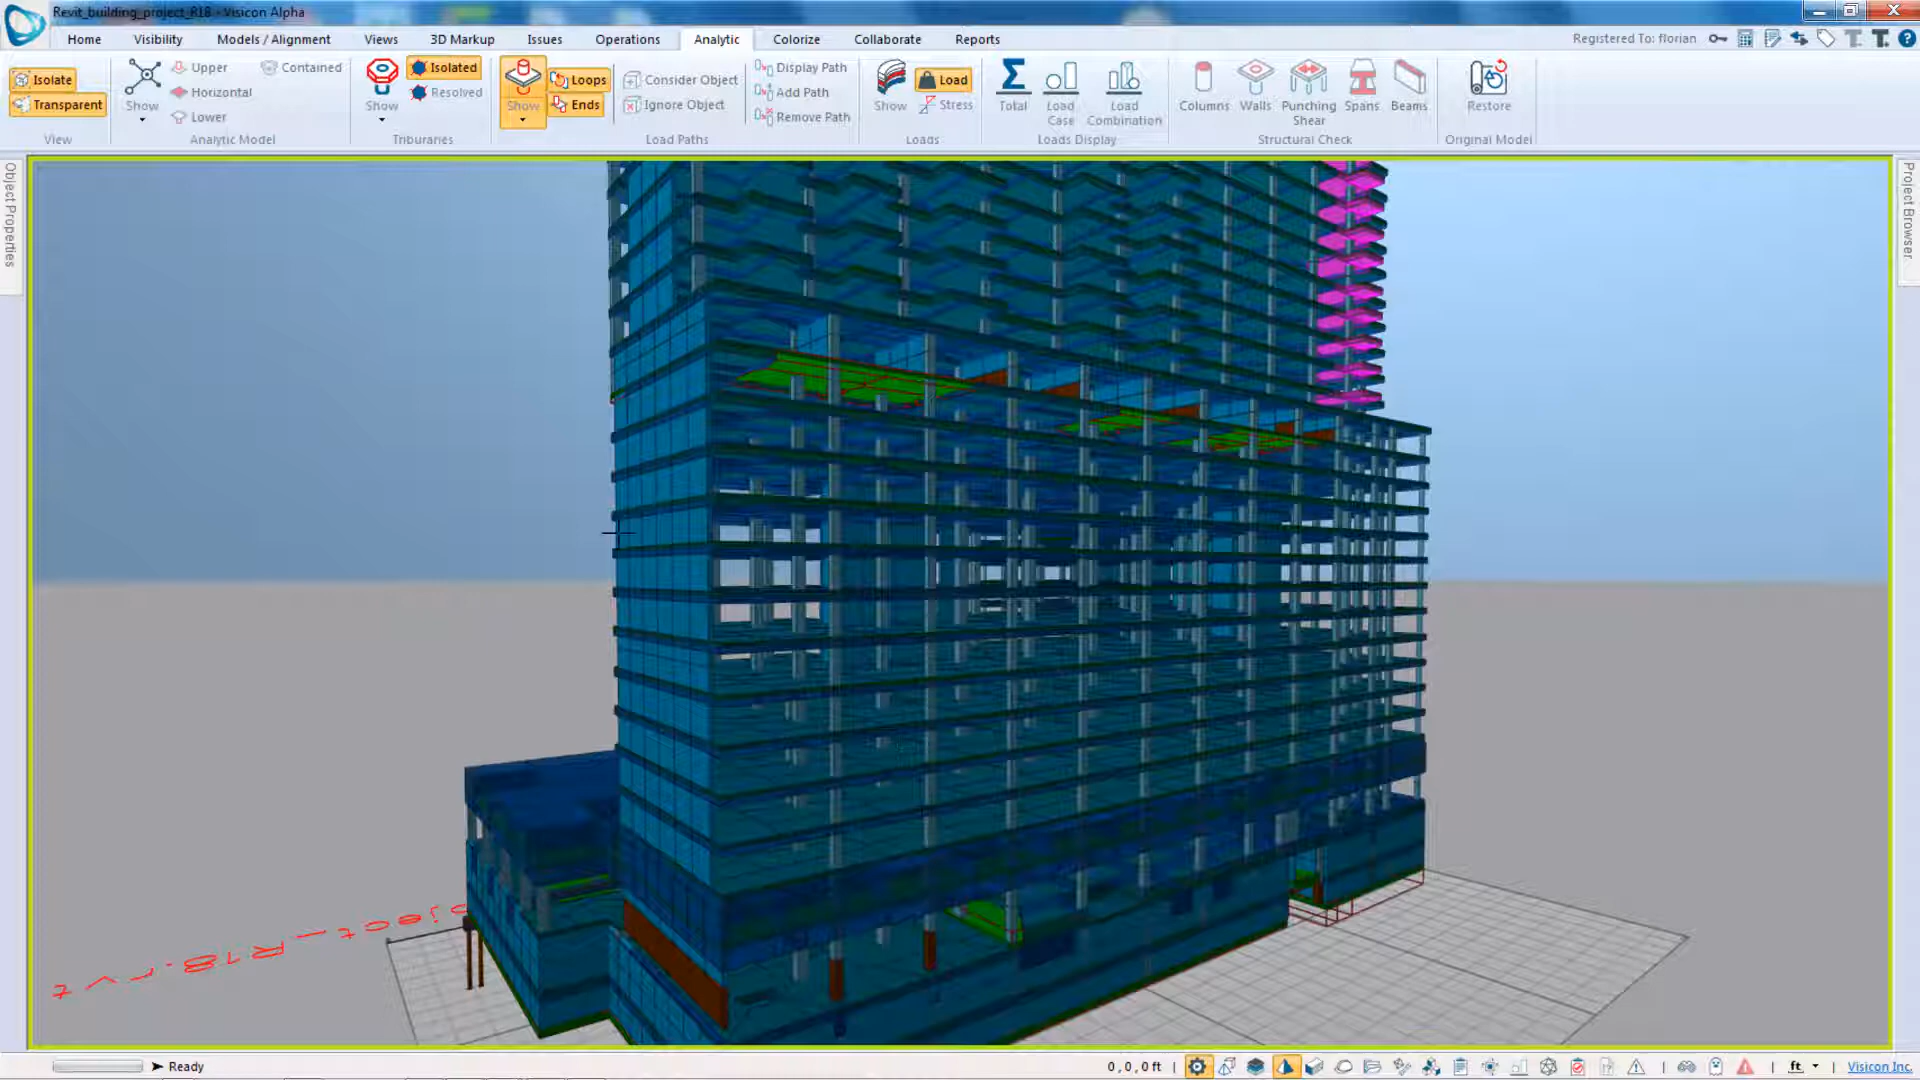 Revit_building_project_R18 - Visicon Alpha
Home Visibility Models / Alignment Views 3D Markup Issues Operations Analytic Colorize Collaborate Reports
Registered To: florian
Isolate
Transparent
View
Show
Upper
Horizontal
Lower
Contained
Analytic Model
Show
Isolated
Resolved
Triburaries
Show
Loops
Ends
Consider Object
Ignore Object
Display Path
Add Path
Remove Path
Load Paths
Show
Load
Stress
Loads
Total
Load Case
Load Combination
Loads Display
Columns
Walls
Punching Shear
Spans
Beams
Structural Check
Restore
Original Model
Object Properties
Project Browser
oject_R18.rvt
Ready
0, 0, 0 ft
ft
Visicon Inc.